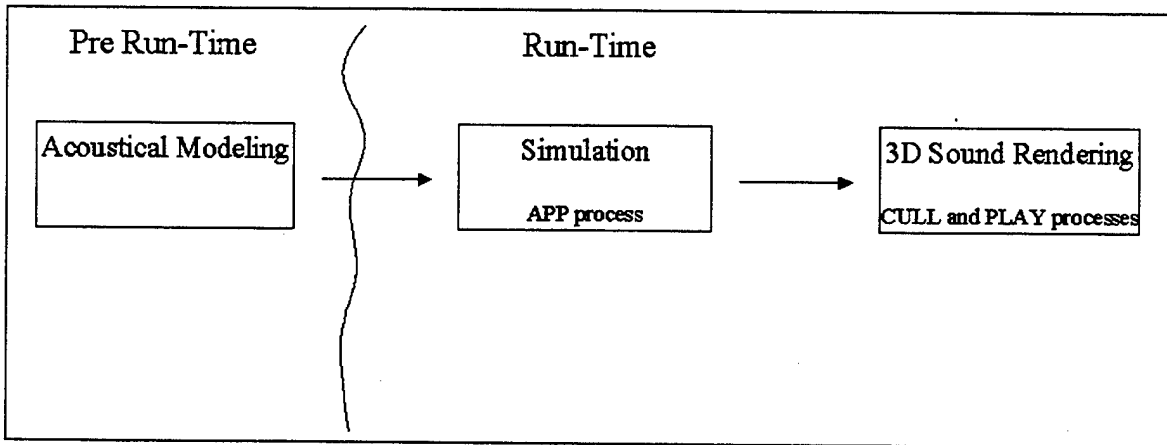 Pre Run-Time
Run-Time
Acoustical Modeling
Simulation
APP process
3D Sound Rendering
CULL and PLAY processes